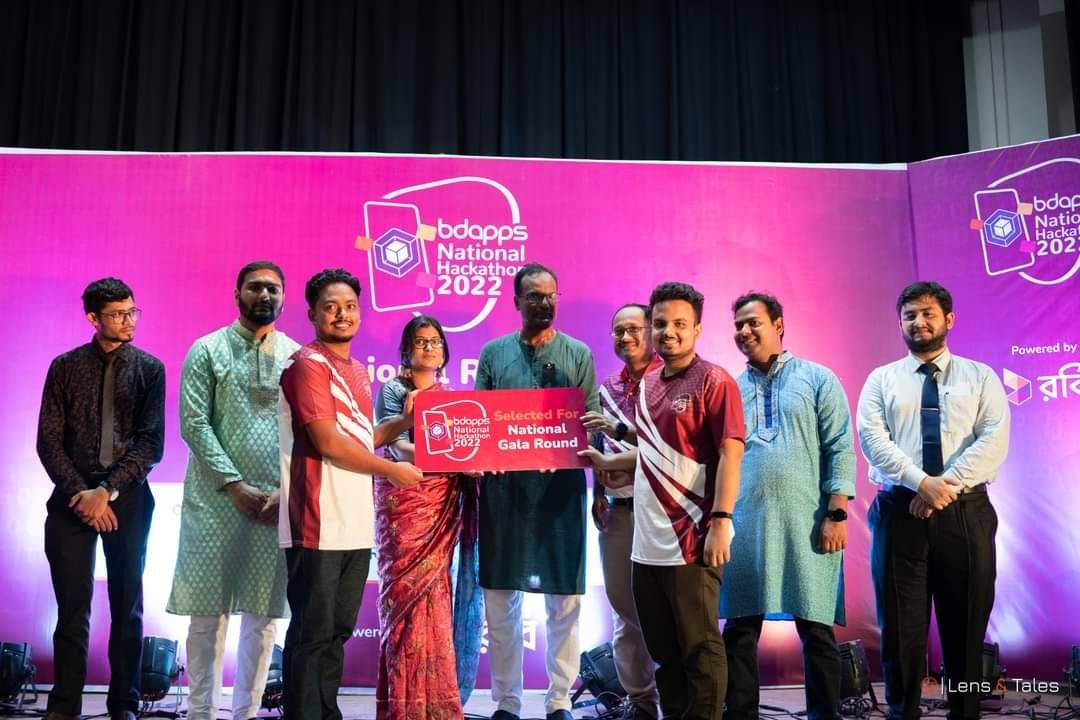 bdapps
National
Hackathon
2022
bdapps
National
Hackathon
2022
Powered by
রবি
bdapps
National
Hackathon
2022
Selected For
National
Gala Round
Lens & Tales